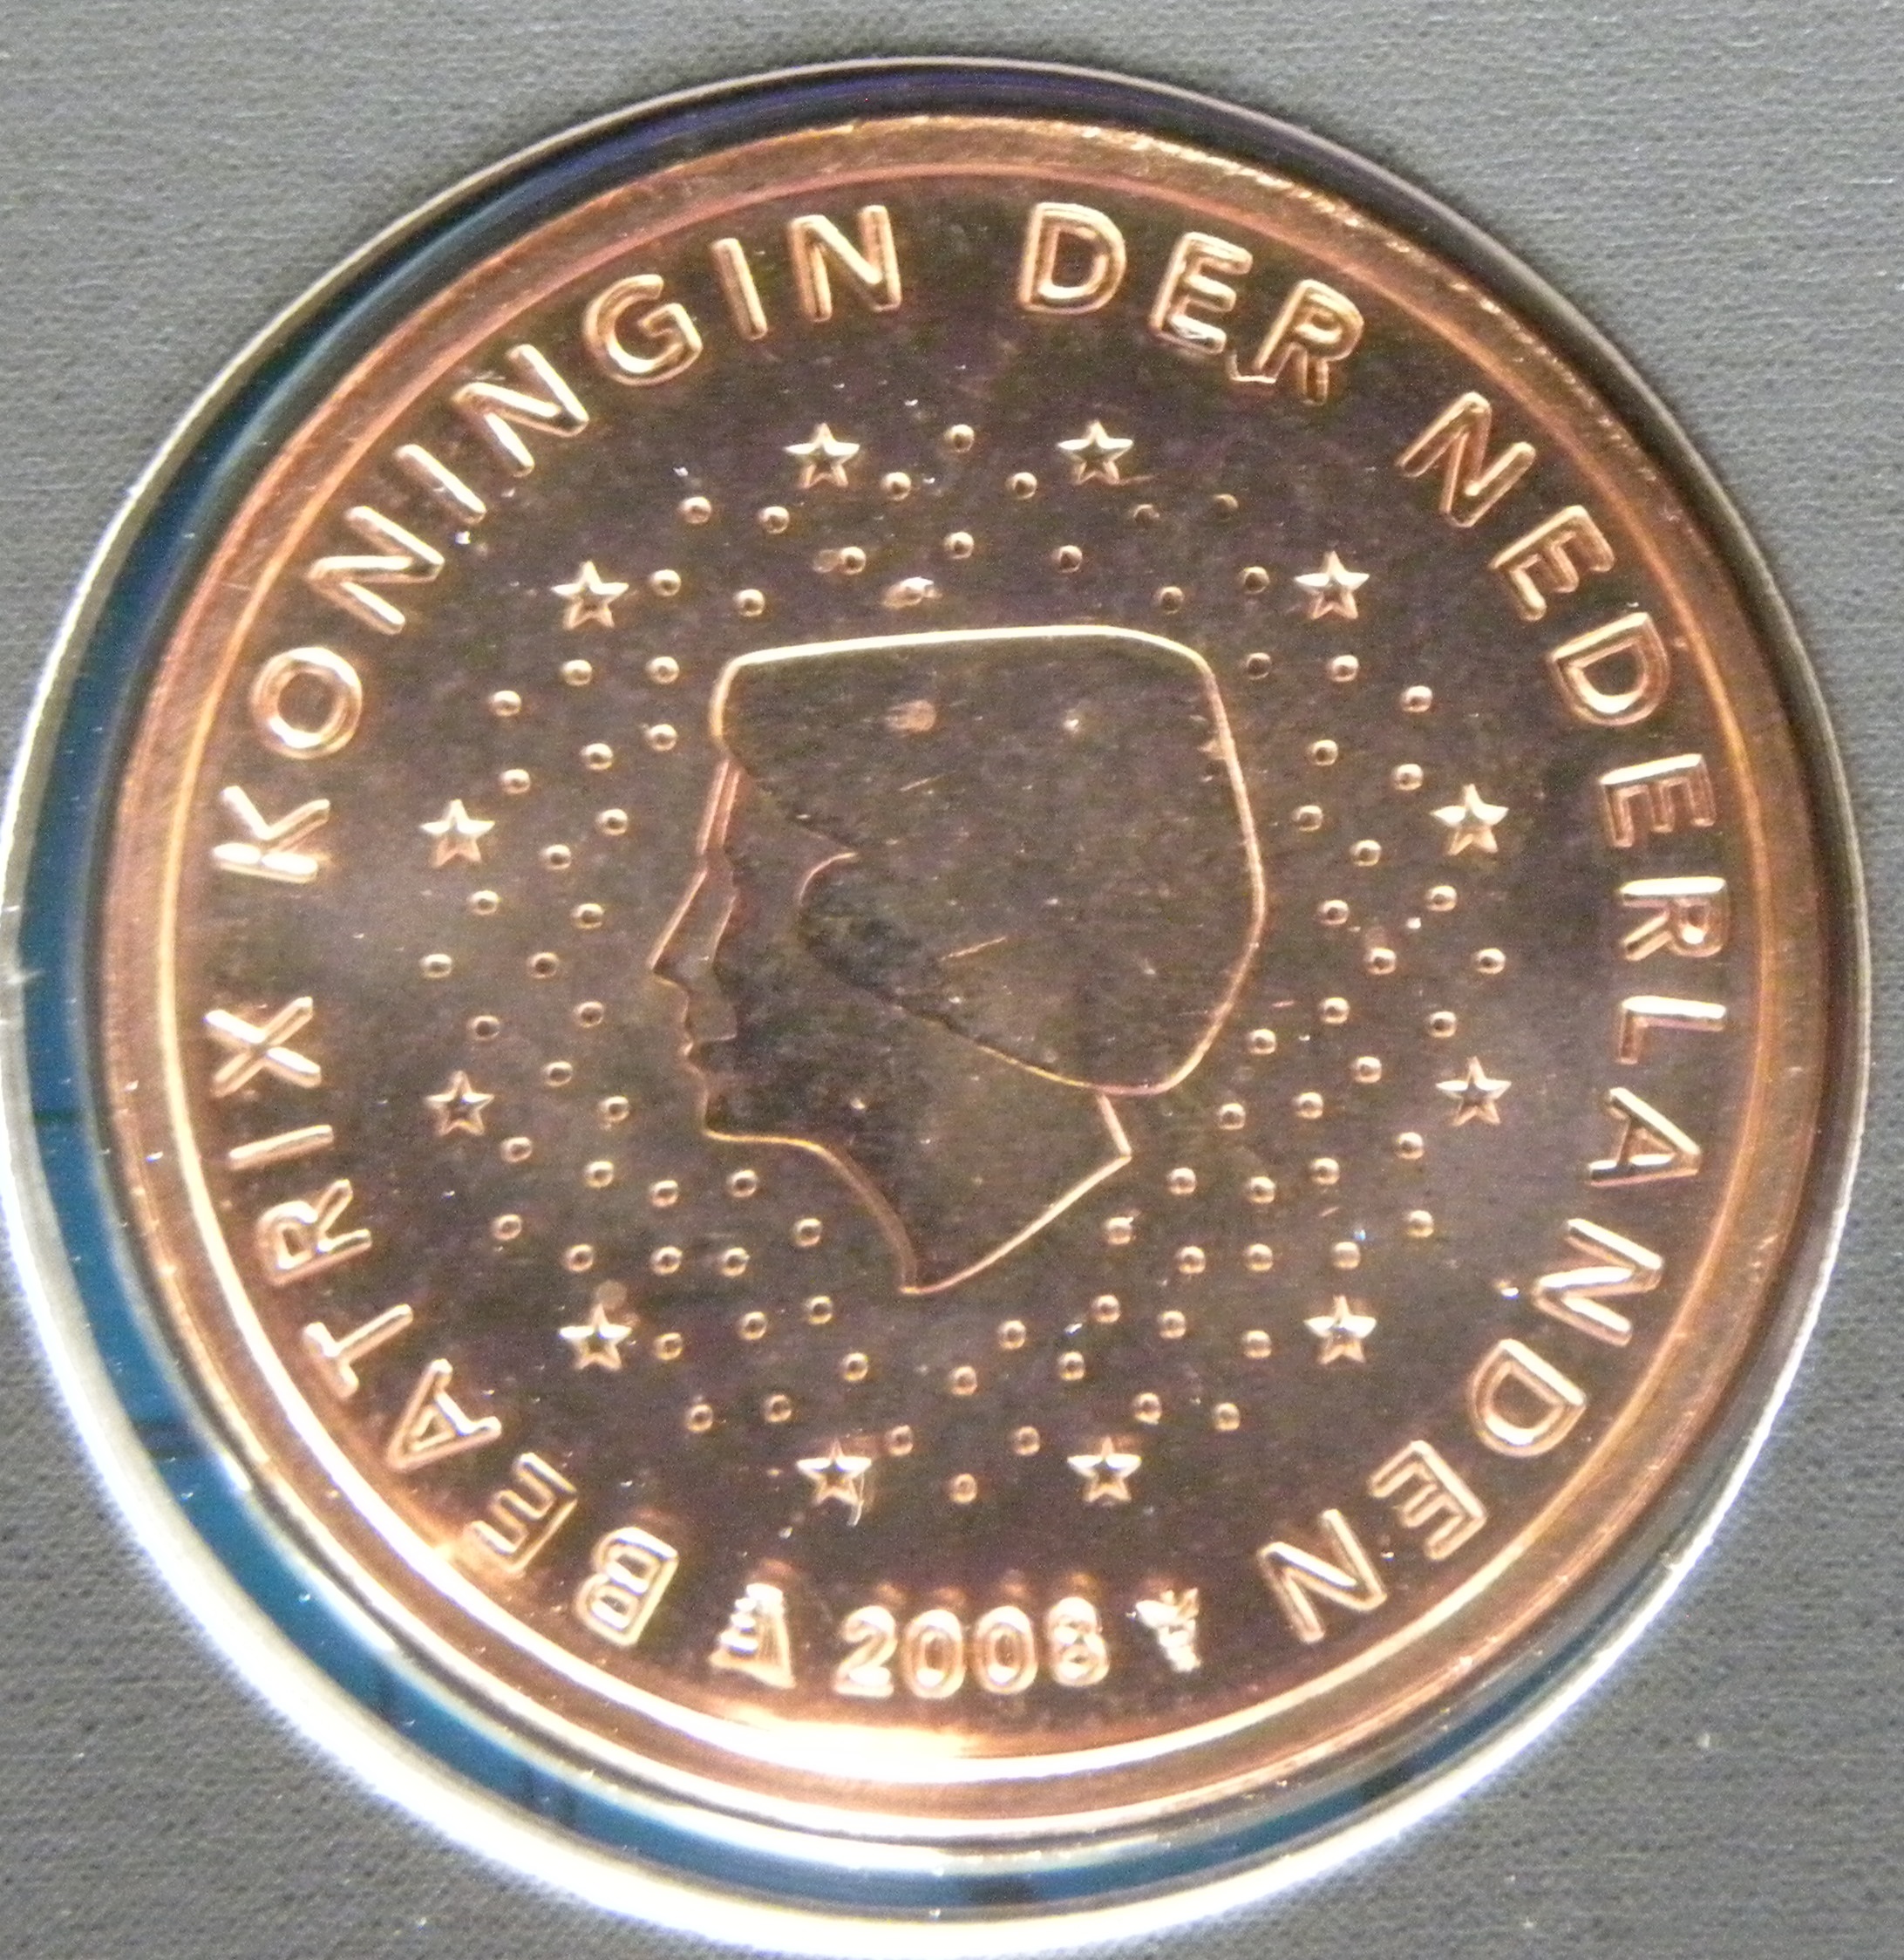 BEATRIX KONINGIN DER NEDERLANDEN
2008